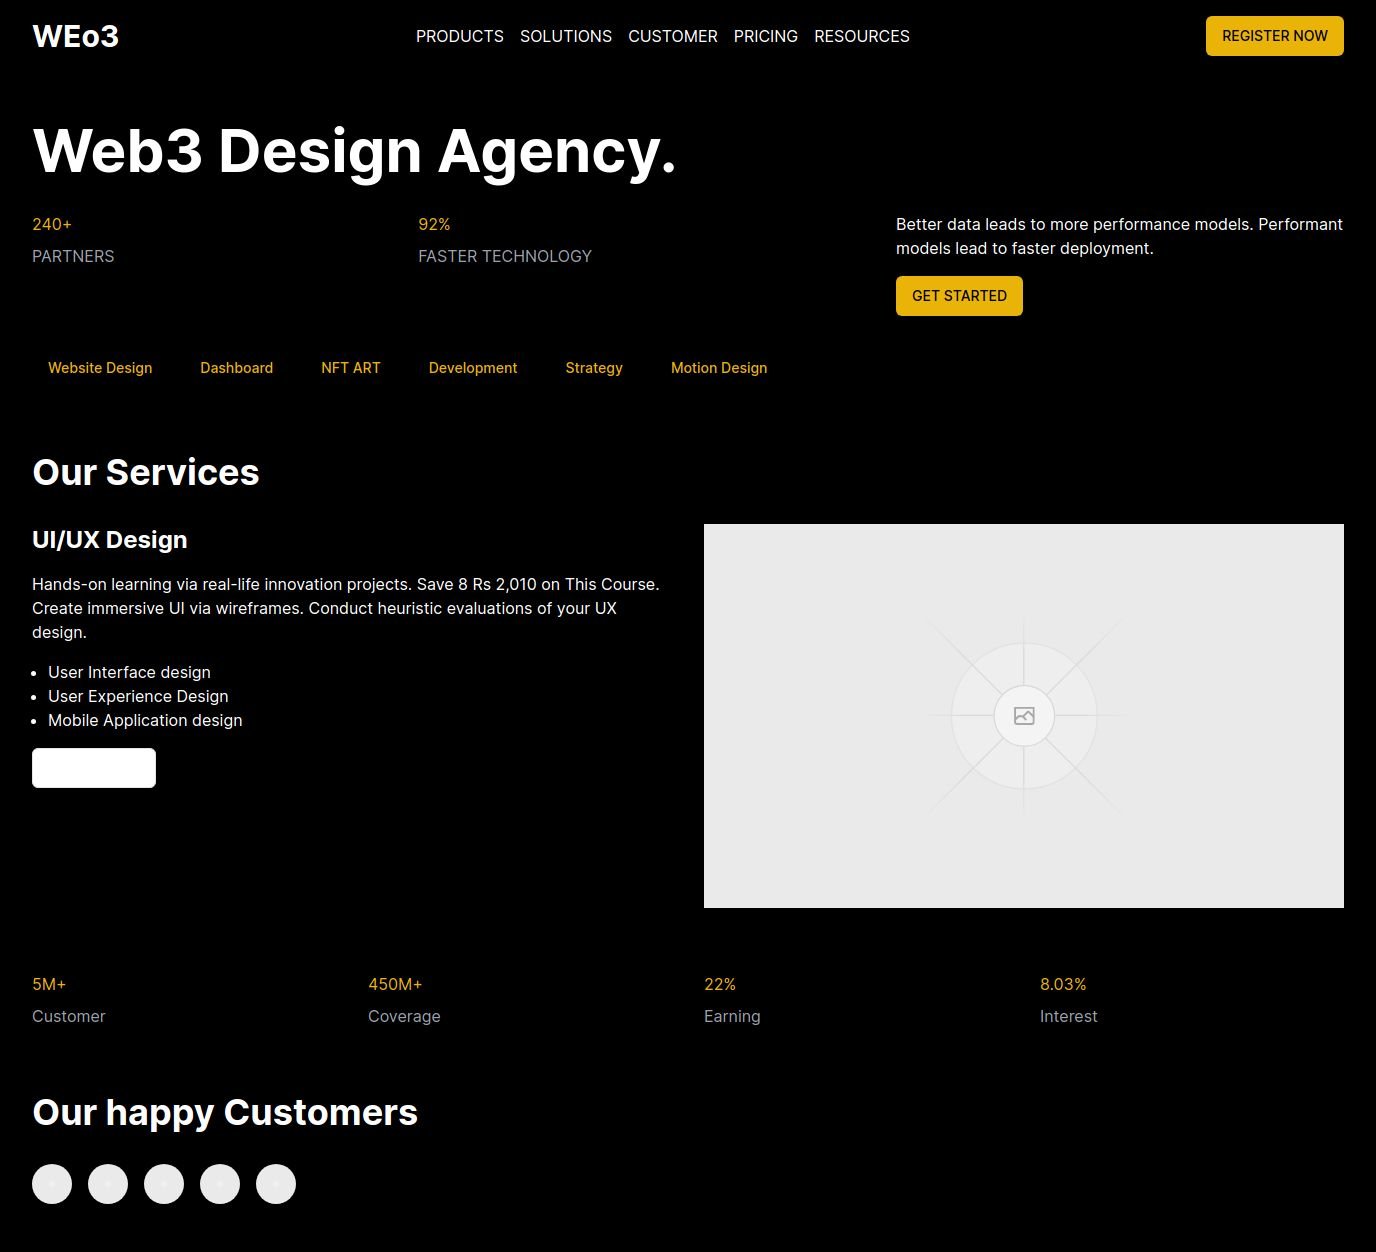 WEo3
PRODUCTS SOLUTIONS CUSTOMER PRICING RESOURCES
REGISTER NOW
Web3 Design Agency.
240+
PARTNERS
92%
FASTER TECHNOLOGY
Better data leads to more performance models. Performant
models lead to faster deployment.
GET STARTED
Website Design Dashboard NFT ART Development Strategy Motion Design
Our Services
UI/UX Design
Hands-on learning via real-life innovation projects. Save 8 Rs 2,010 on This Course.
Create immersive UI via wireframes. Conduct heuristic evaluations of your UX
design.
• User Interface design
• User Experience Design
• Mobile Application design
5M+
Customer
450M+
Coverage
22%
Earning
8.03%
Interest
Our happy Customers